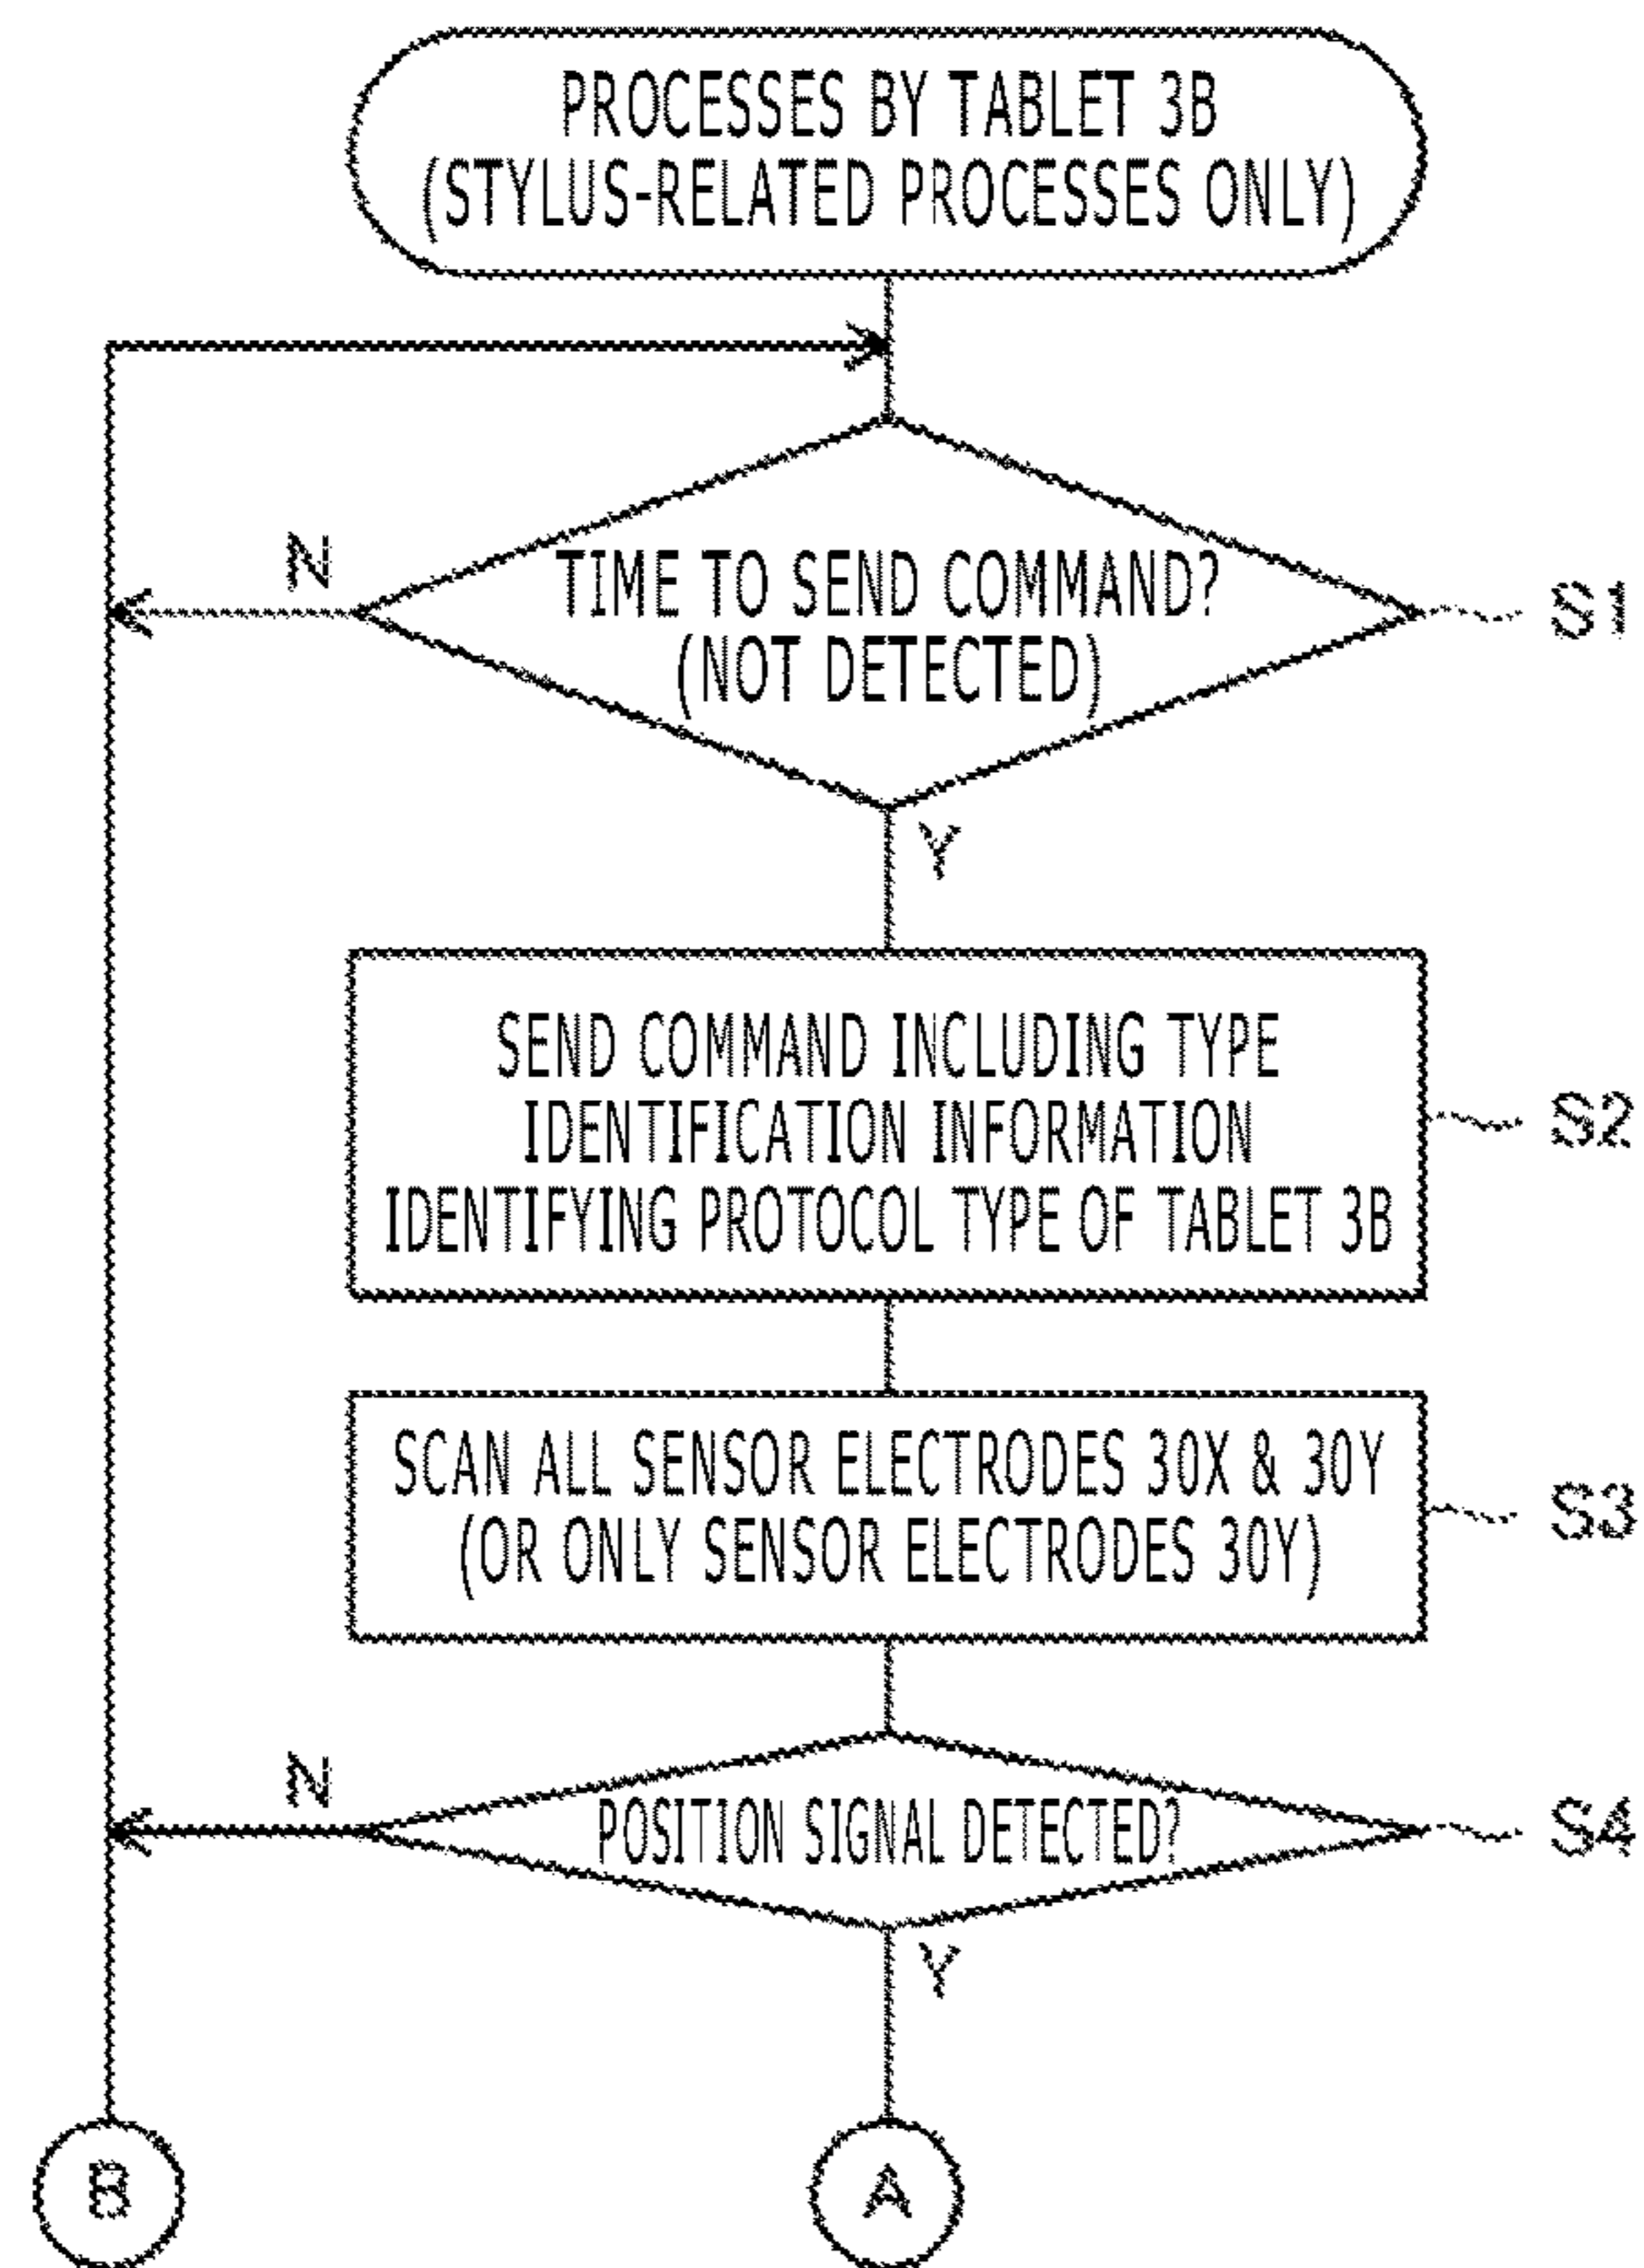 PROCESSES BY TABLET 3B
(STYLUS-RELATED PROCESSES ONLY)
N
TIME TO SEND COMMAND?
(NOT DETECTED)
S1
Y
SEND COMMAND INCLUDING TYPE
IDENTIFICATION INFORMATION
IDENTIFYING PROTOCOL TYPE OF TABLET 3B
S2
SCAN ALL SENSOR ELECTRODES 30X & 30Y
(OR ONLY SENSOR ELECTRODES 30Y)
S3
N
POSITION SIGNAL DETECTED?
S4
Y
B
A